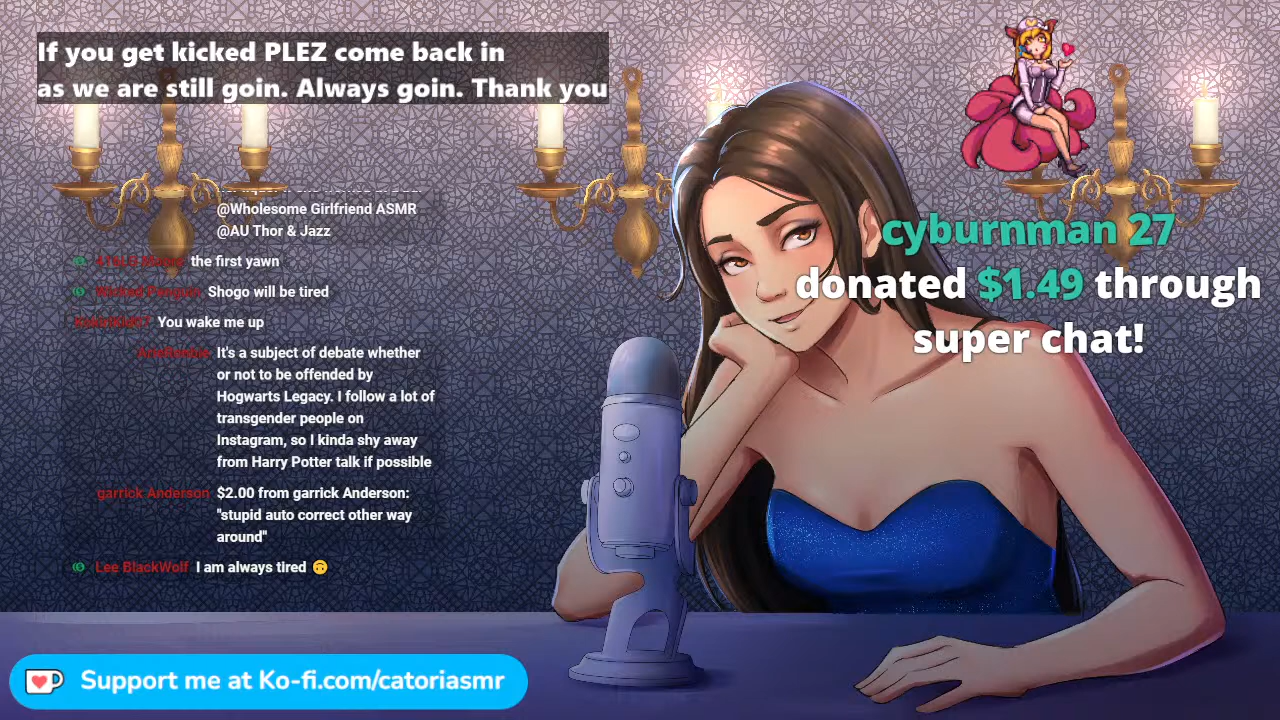 If you get kicked PLEZ come back in
as we are still goin. Always goin. Thank you
@Wholesome Girlfriend ASMR
@AU Thor & Jazz
the first yawn
Wicked Penguin Shogo will be tired
You wake me up
It's a subject of debate whether
or not to be offended by
Hogwarts Legacy. I follow a lot of
transgender people on
Instagram, so I kinda shy away
from Harry Potter talk if possible
garrick Anderson $2.00 from garrick Anderson:
"stupid auto correct other way
around"
Lee BlackWolf I am always tired 🙃
cyburnman 27
donated $1.49 through
super chat!
Support me at Ko-fi.com/catoriasmr